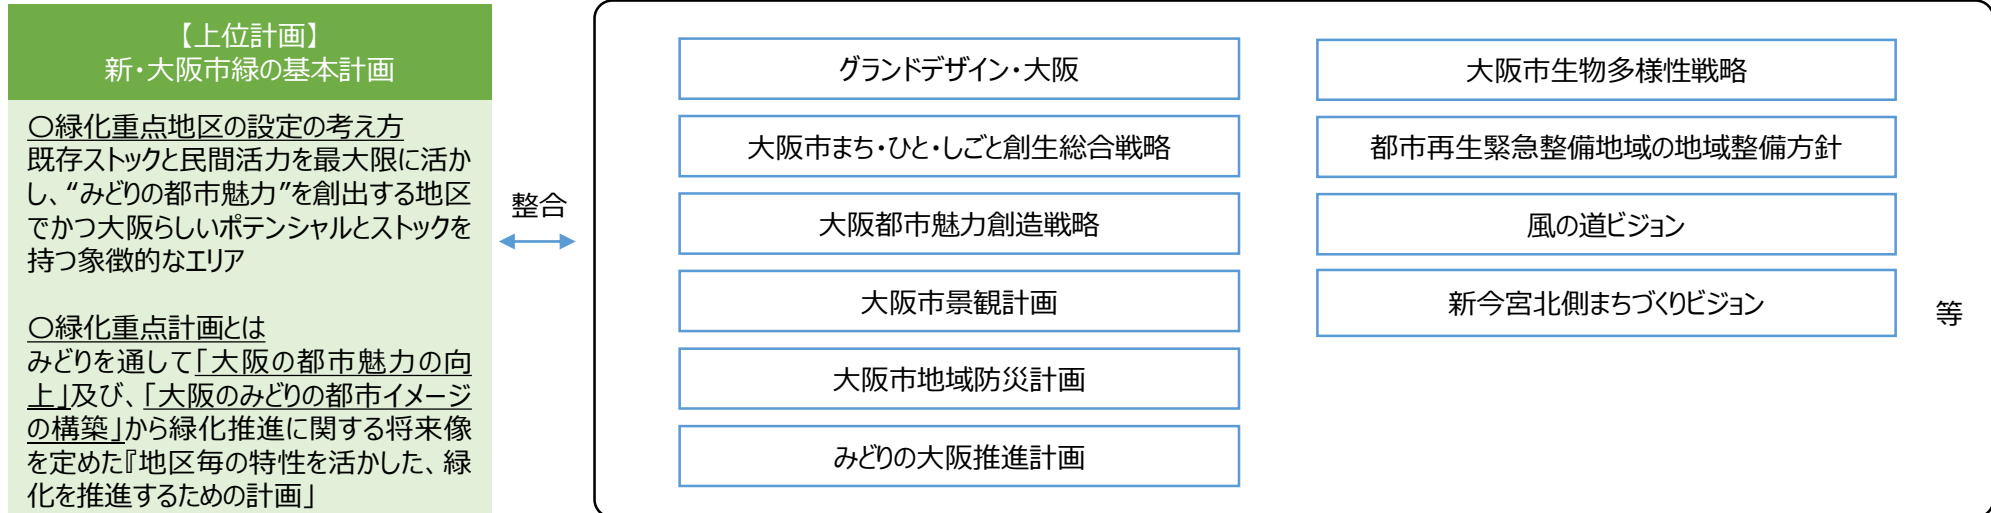 【上位計画】
新・大阪市緑の基本計画
〇緑化重点地区の設定の考え方
既存ストックと民間活力を最大限に活か
し、“みどりの都市魅力”を創出する地区
でかつ大阪らしいポテンシャルとストックを
持つ象徴的なエリア
〇緑化重点計画とは
みどりを通して「大阪の都市魅力の向
上」及び、「大阪のみどりの都市イメージ
の構築」から緑化推進に関する将来像
を定めた『地区毎の特性を活かした、緑
化を推進するための計画」
整合
グランドデザイン・大阪
大阪市まち・ひと・しごと創生総合戦略
大阪都市魅力創造戦略
大阪市景観計画
大阪市地域防災計画
みどりの大阪推進計画
大阪市生物多様性戦略
都市再生緊急整備地域の地域整備方針
風の道ビジョン
新今宮北側まちづくりビジョン
等